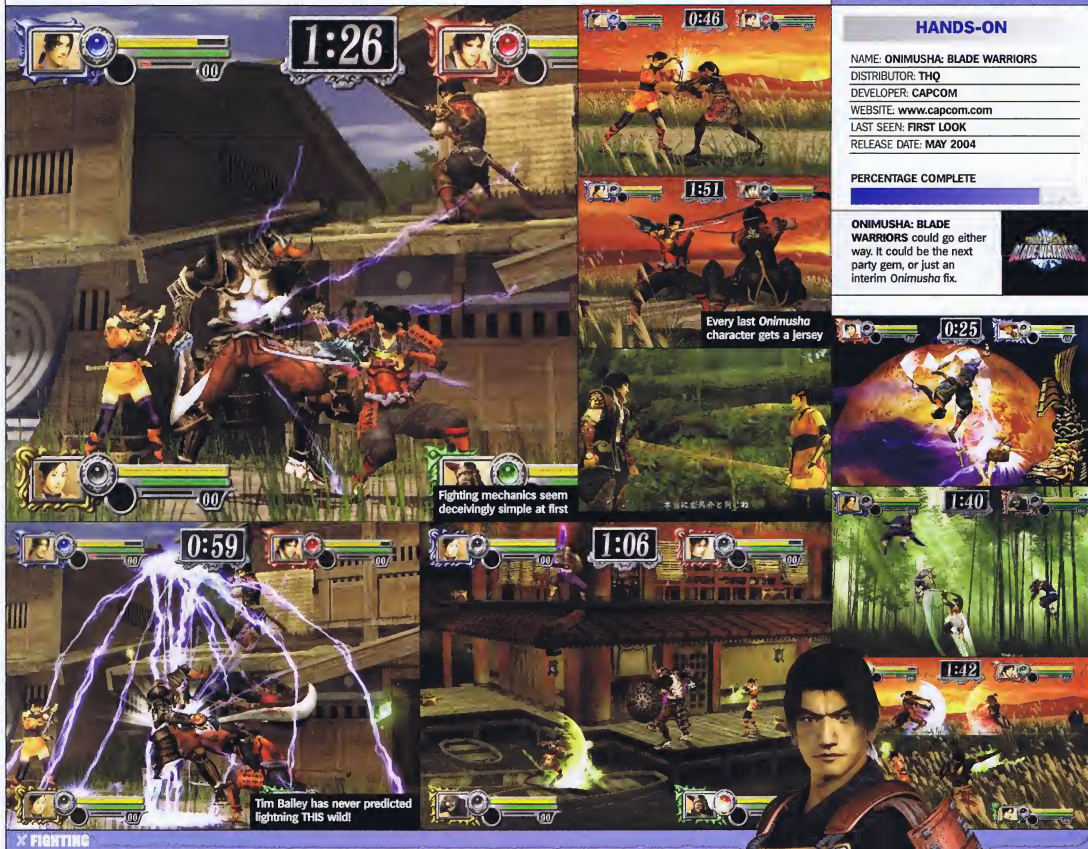 1:26
00
00
00
Fighting mechanics seem
deceivingly simple at first
0:46
1:51
Every last Onimusha
character gets a jersey
HANDS-ON
NAME: ONIMUSHA: BLADE WARRIORS
DISTRIBUTOR: THQ
DEVELOPER: CAPCOM
WEBSITE: www.capcom.com
LAST SEEN: FIRST LOOK
RELEASE DATE: MAY 2004
PERCENTAGE COMPLETE
ONIMUSHA: BLADE
WARRIORS could go either
way. It could be the next
party gem, or just an
interim Onimusha fix.
BLADE WARRIORS
0:25
1:40
1:42
0:59
00
00
Tim Bailey has never predicted
lightning THIS wild!
1:06
00
00
00
X FIGHTING